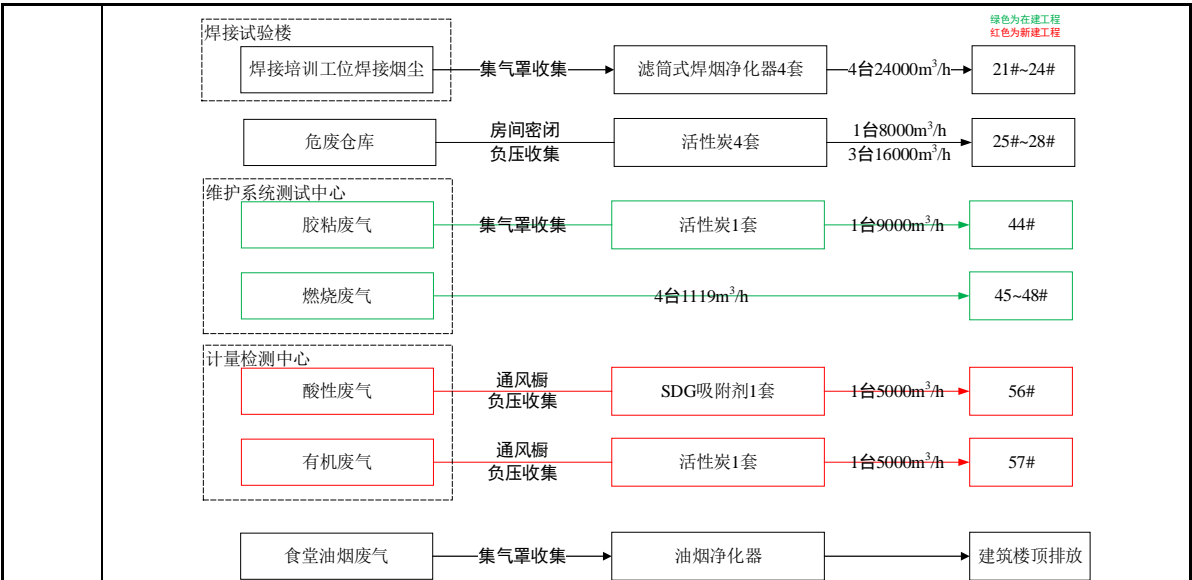 绿色为在建工程
红色为新建工程
焊接试验楼
焊接培训工位焊接烟尘
集气罩收集
滤筒式焊烟净化器4套
4台24000m³/h
21#~24#
危废仓库
房间密闭
负压收集
活性炭4套
1台8000m³/h
3台16000m³/h
25#~28#
维护系统测试中心
胶粘废气
集气罩收集
活性炭1套
1台9000m³/h
44#
燃烧废气
4台1119m³/h
45~48#
计量检测中心
酸性废气
通风橱
负压收集
SDG吸附剂1套
1台5000m³/h
56#
有机废气
通风橱
负压收集
活性炭1套
1台5000m³/h
57#
食堂油烟废气
集气罩收集
油烟净化器
建筑楼顶排放